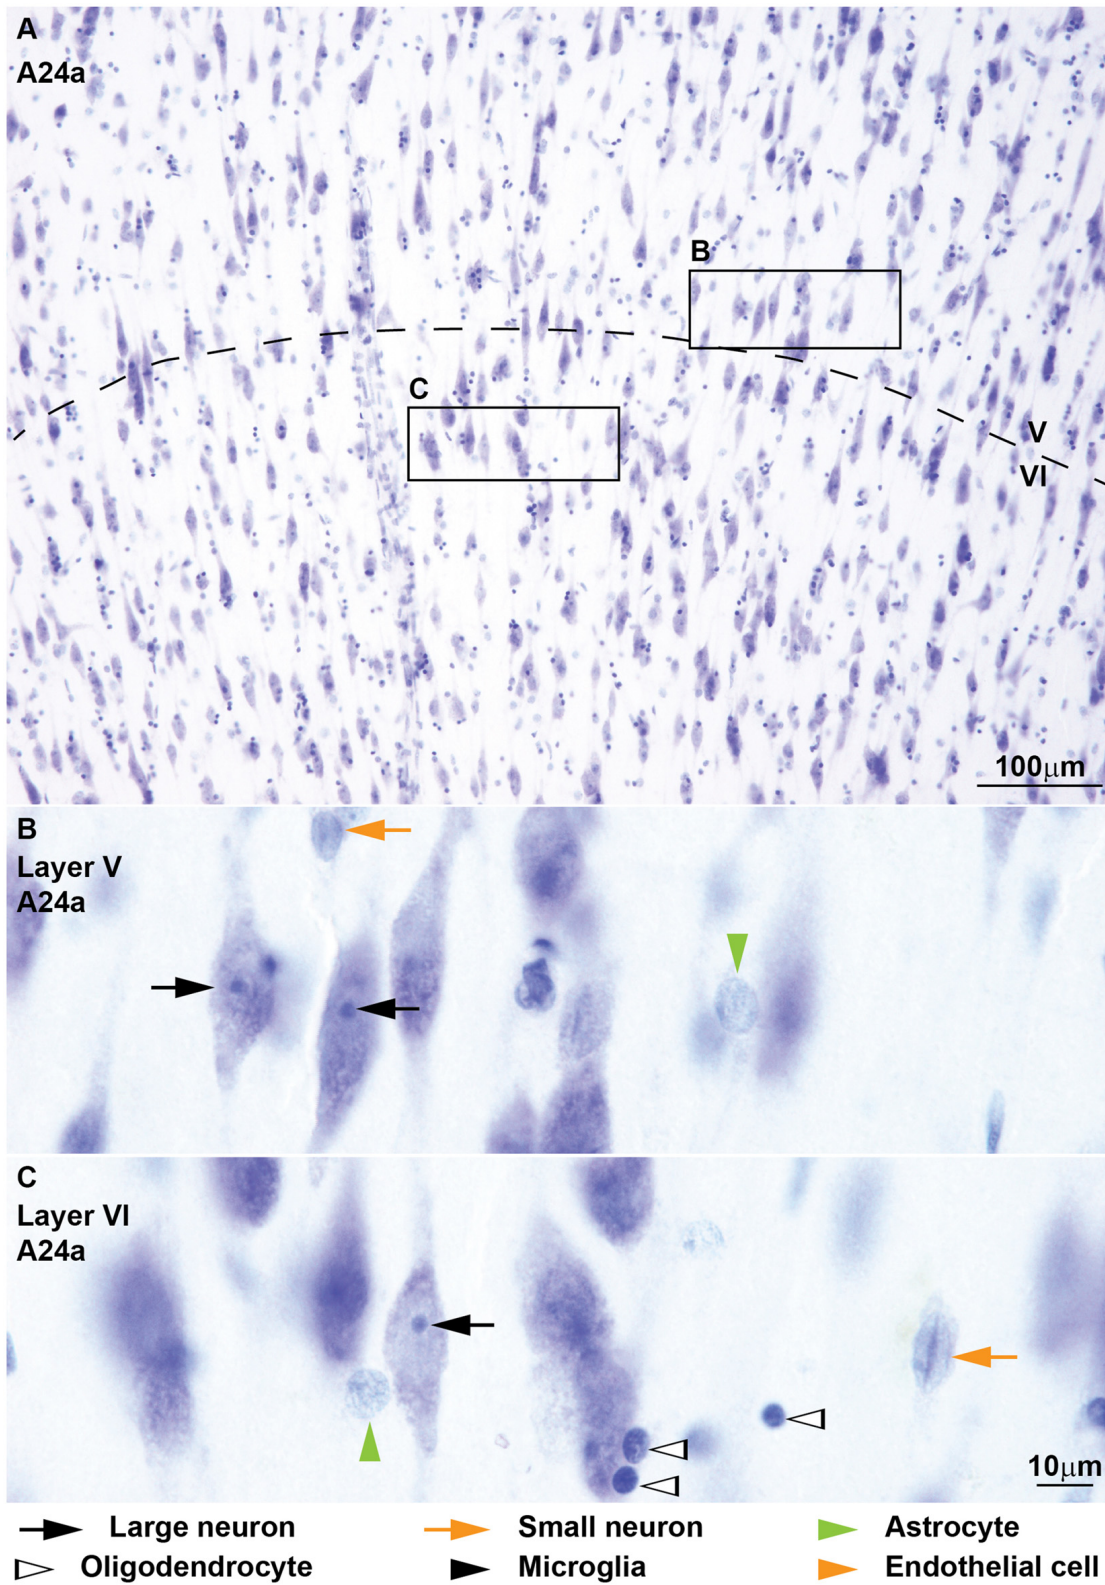 A
A24a
B
C
V
VI
100µm
B
Layer V
A24a
C
Layer VI
A24a
10µm
Large neuron Small neuron Astrocyte
Oligodendrocyte Microglia Endothelial cell